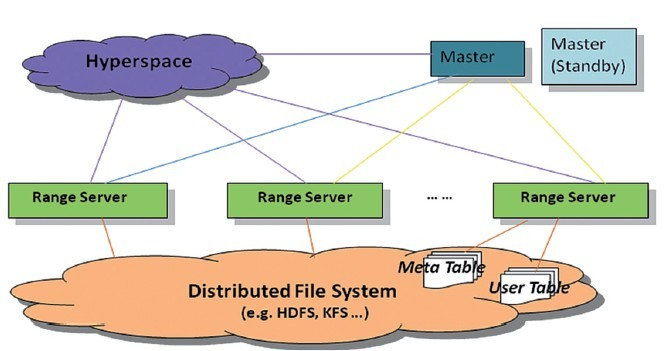 Hyperspace
Master
Master
(Standby)
Range Server
Range Server
... ...
Range Server
Meta Table
User Table
Distributed File System
(e.g. HDFS, KFS ...)